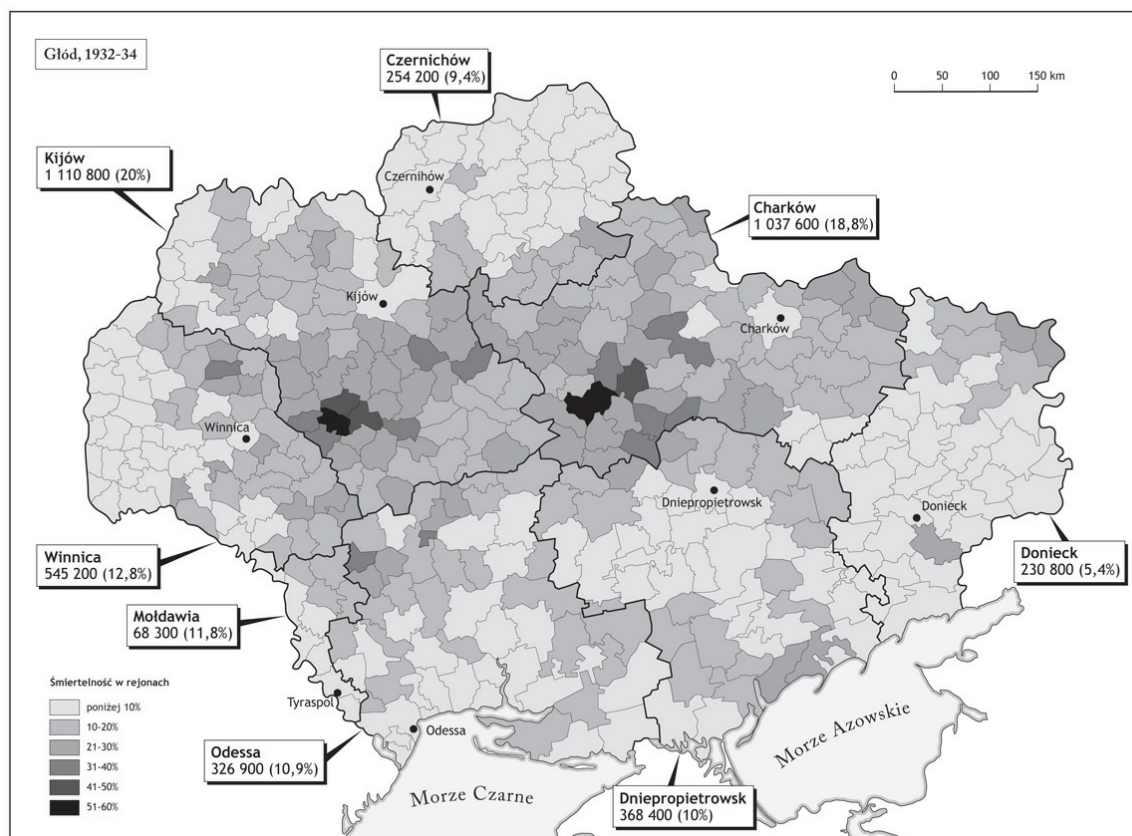 Głód, 1932-34
Czernichów
254 200 (9,4%)
0 50 100 150 km
Kijów
1 110 800 (20%)
Czernihów
Charków
1 037 600 (18,8%)
Kijów
Charków
Winnica
Dniepropietrowsk
Donieck
Winnica
545 200 (12,8%)
Donieck
230 800 (5,4%)
Mołdawia
68 300 (11,8%)
Śmiertelność w rejonach
poniżej 10%
10-20%
21-30%
31-40%
41-50%
51-60%
Tyraspol
Odessa
Odessa
326 900 (10,9%)
Morze Azowskie
Morze Czarne
Dniepropietrowsk
368 400 (10%)